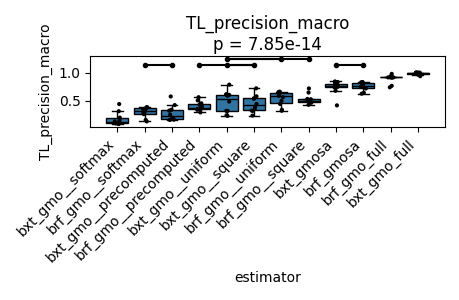 TL_precision_macro
p = 7.85e-14
TL_precision_macro
1.0
0.5
bxt_gmo__softmax
brf_gmo__softmax
bxt_gmo__precomputed
brf_gmo__precomputed
bxt_gmo__uniform
bxt_gmo__square
brf_gmo__uniform
brf_gmo__square
bxt_gmosa
brf_gmosa
brf_gmo_full
bxt_gmo_full
estimator